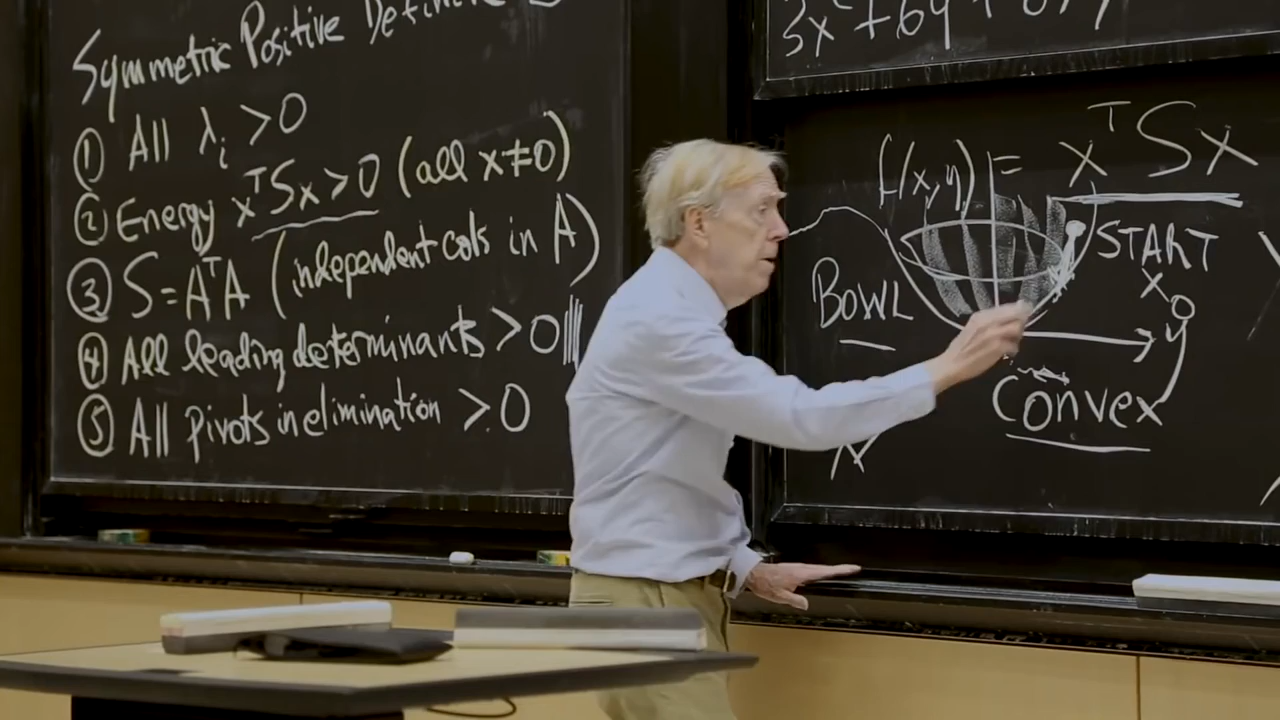 Symmetric Positive Definite
① All λᵢ > 0
② Energy xᵀSx > 0 (all x ≠ 0)
③ S = AᵀA (independent cols in A)
④ All leading determinants > 0
⑤ All pivots in elimination > 0
f(x,y) = xᵀSx
START
x
BOWL
y
Convex